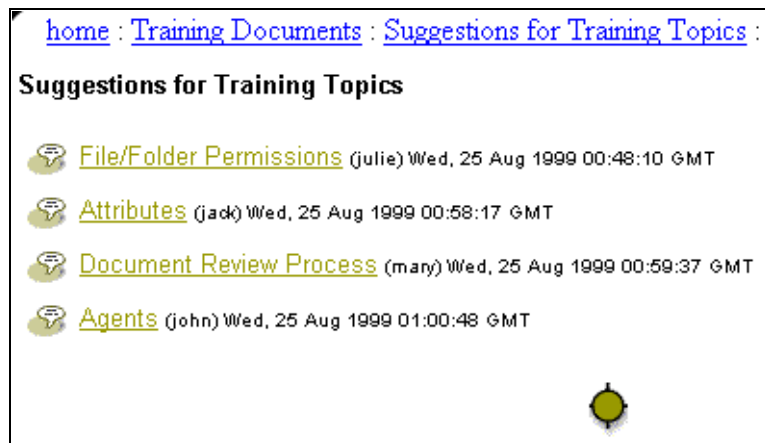 home : Training Documents : Suggestions for Training Topics :
Suggestions for Training Topics
File/Folder Permissions (julie) Wed, 25 Aug 1999 00:48:10 GMT
Attributes (jack) Wed, 25 Aug 1999 00:58:17 GMT
Document Review Process (mary) Wed, 25 Aug 1999 00:59:37 GMT
Agents (john) Wed, 25 Aug 1999 01:00:48 GMT